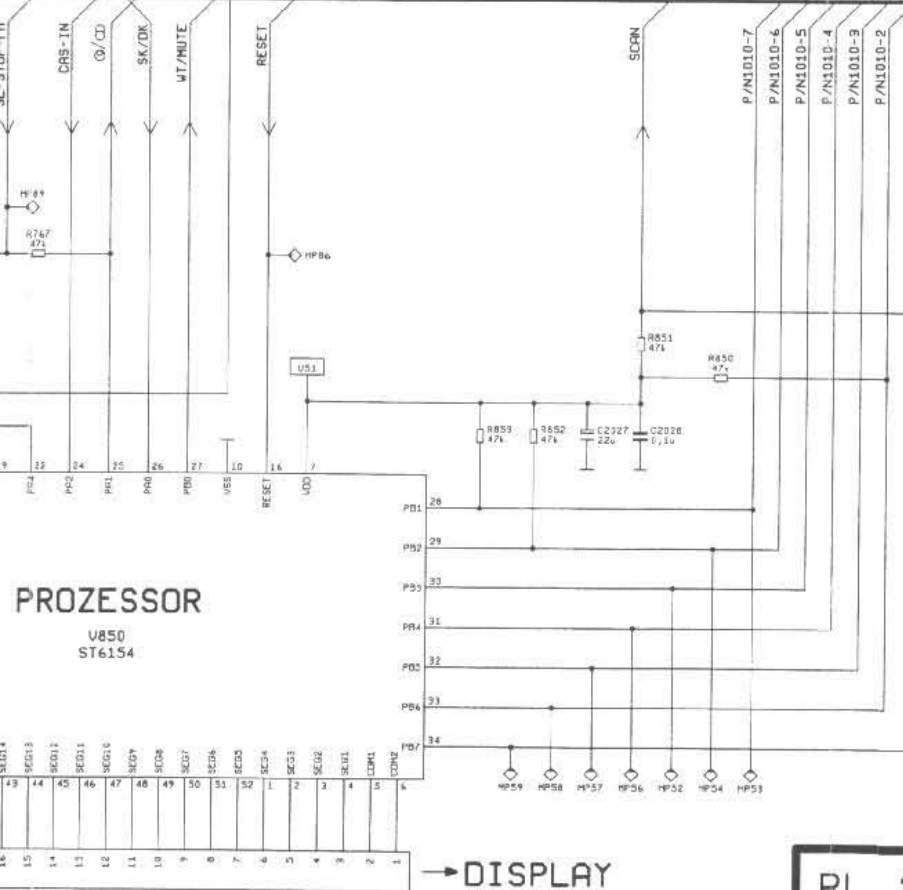 CAS-IN
SK/DK
WT/MUTE
RESET
SCAN
P/N1010-7
P/N1010-6
P/N1010-5
P/N1010-4
P/N1010-3
P/N1010-2
R767
47k
MP86
US1
R851
47k
R850
R853
47k
R852
47k
C2027
22u
C2028
0,1u
9
22
24
25
26
27
10
16
7
PA4
PA2
PA1
PA0
PB0
VSS
RESET
VDD
PB1
28
PB2
29
PB3
30
PB4
31
PB5
32
PB6
33
PB7
34
PROZESSOR
V850
ST6154
SEG14
SEG13
SEG12
SEG11
SEG10
SEG9
SEG8
SEG7
SEG6
SEG5
SEG4
SEG3
SEG2
SEG1
COM1
COM2
43
44
45
46
47
48
49
50
51
52
1
2
3
4
5
6
MP59
MP58
MP57
MP56
MP52
MP54
MP53
16
15
14
13
12
11
10
9
8
7
6
5
4
3
2
1
DISPLAY